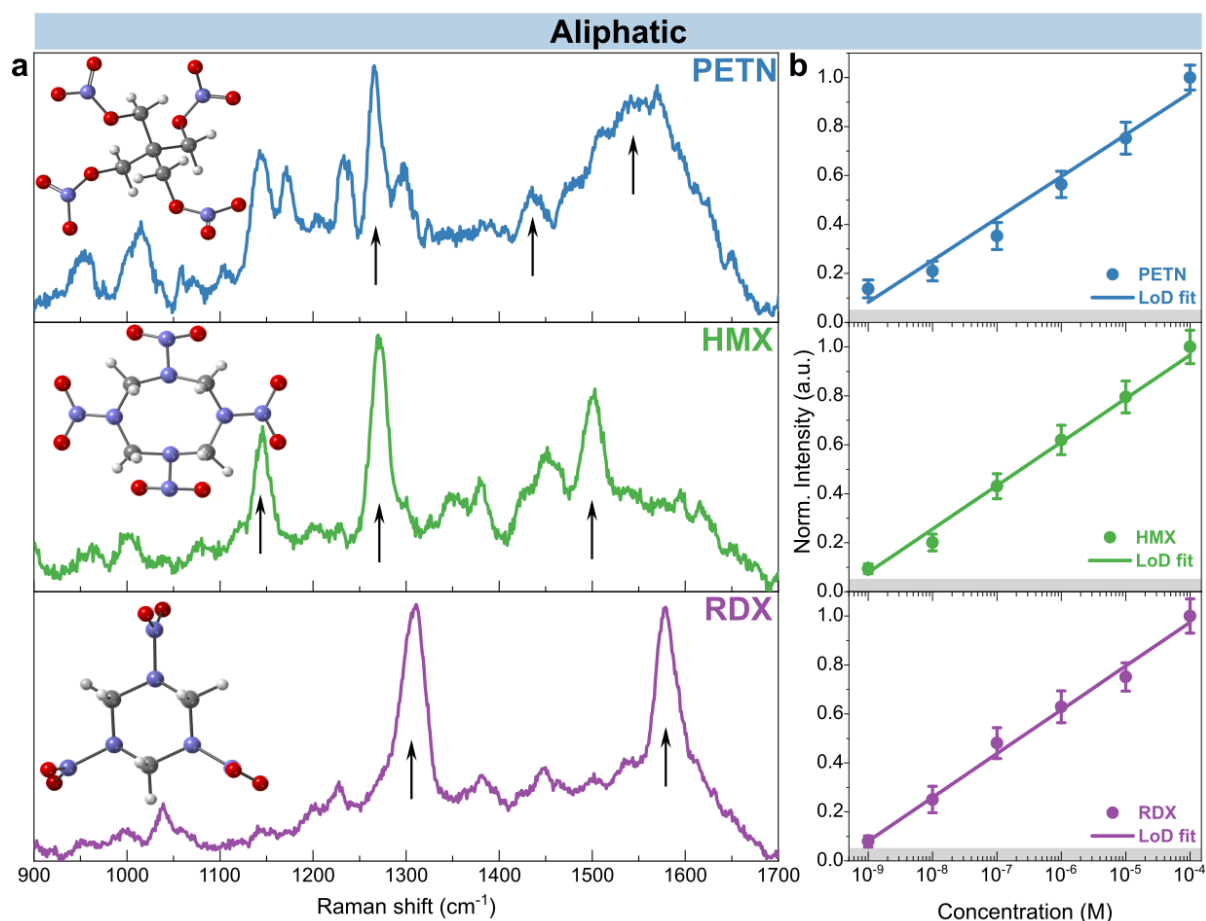 Aliphatic
a
PETN
HMX
RDX
900 1000 1100 1200 1300 1400 1500 1600 1700
Raman shift (cm⁻¹)
b
Norm. Intensity (a.u.)
1.0
0.8
0.6
0.4
0.2
0.0
PETN
LoD fit
1.0
0.8
0.6
0.4
0.2
0.0
HMX
LoD fit
1.0
0.8
0.6
0.4
0.2
0.0
RDX
LoD fit
10⁻⁹ 10⁻⁸ 10⁻⁷ 10⁻⁶ 10⁻⁵ 10⁻⁴
Concentration (M)